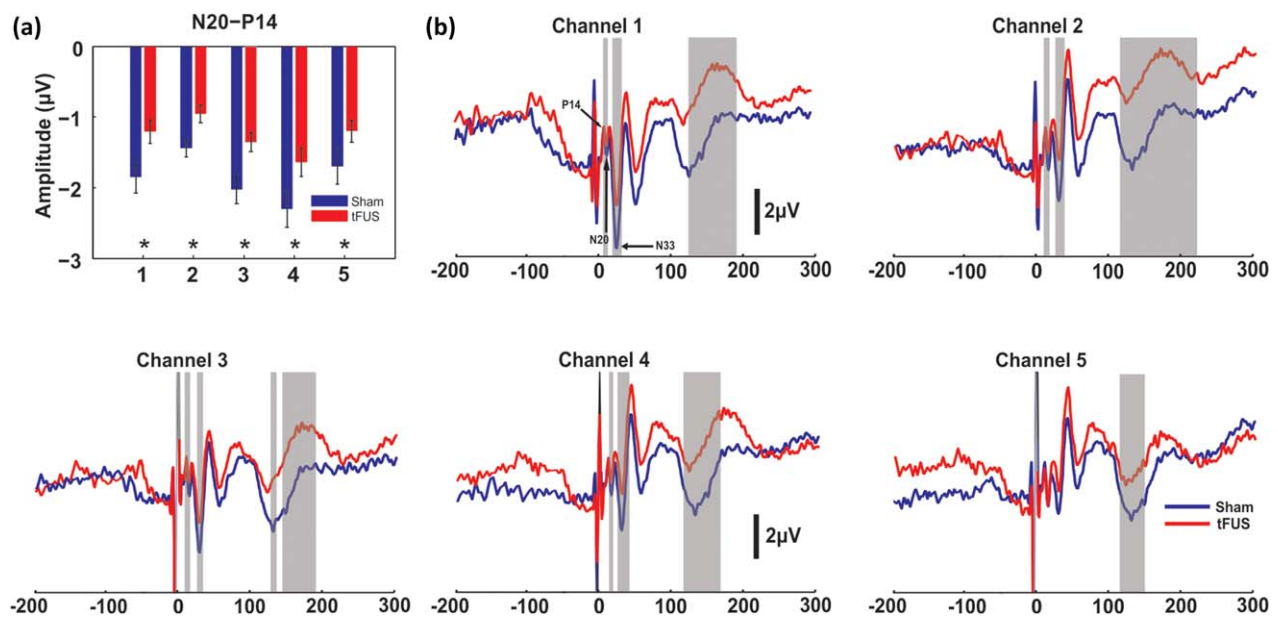 (a)
N20−P14
Amplitude (µV)
0
−1
−2
−3
Sham
tFUS
* * * * *
1 2 3 4 5
(b)
Channel 1
P14
N20
N33
2µV
-200 -100 0 100 200 300
Channel 2
-200 -100 0 100 200 300
Channel 3
-200 -100 0 100 200 300
Channel 4
2µV
-200 -100 0 100 200 300
Channel 5
Sham
tFUS
-200 -100 0 100 200 300